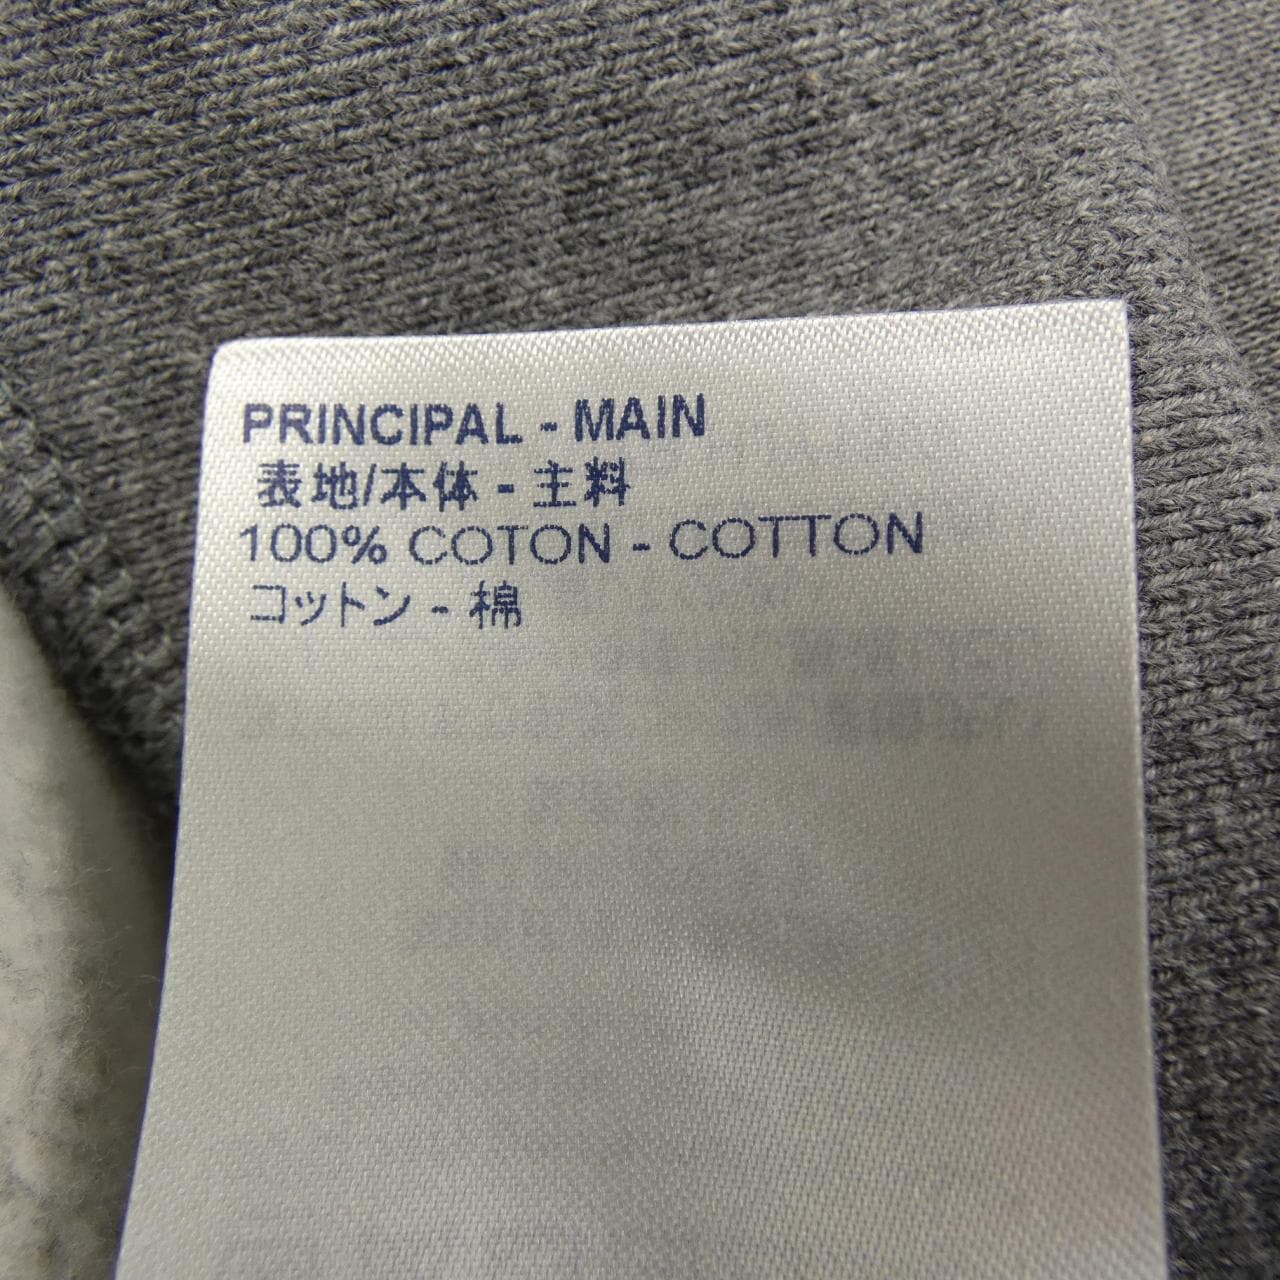 PRINCIPAL - MAIN
表地/本体 - 主料
100% COTON - COTTON
コットン - 棉